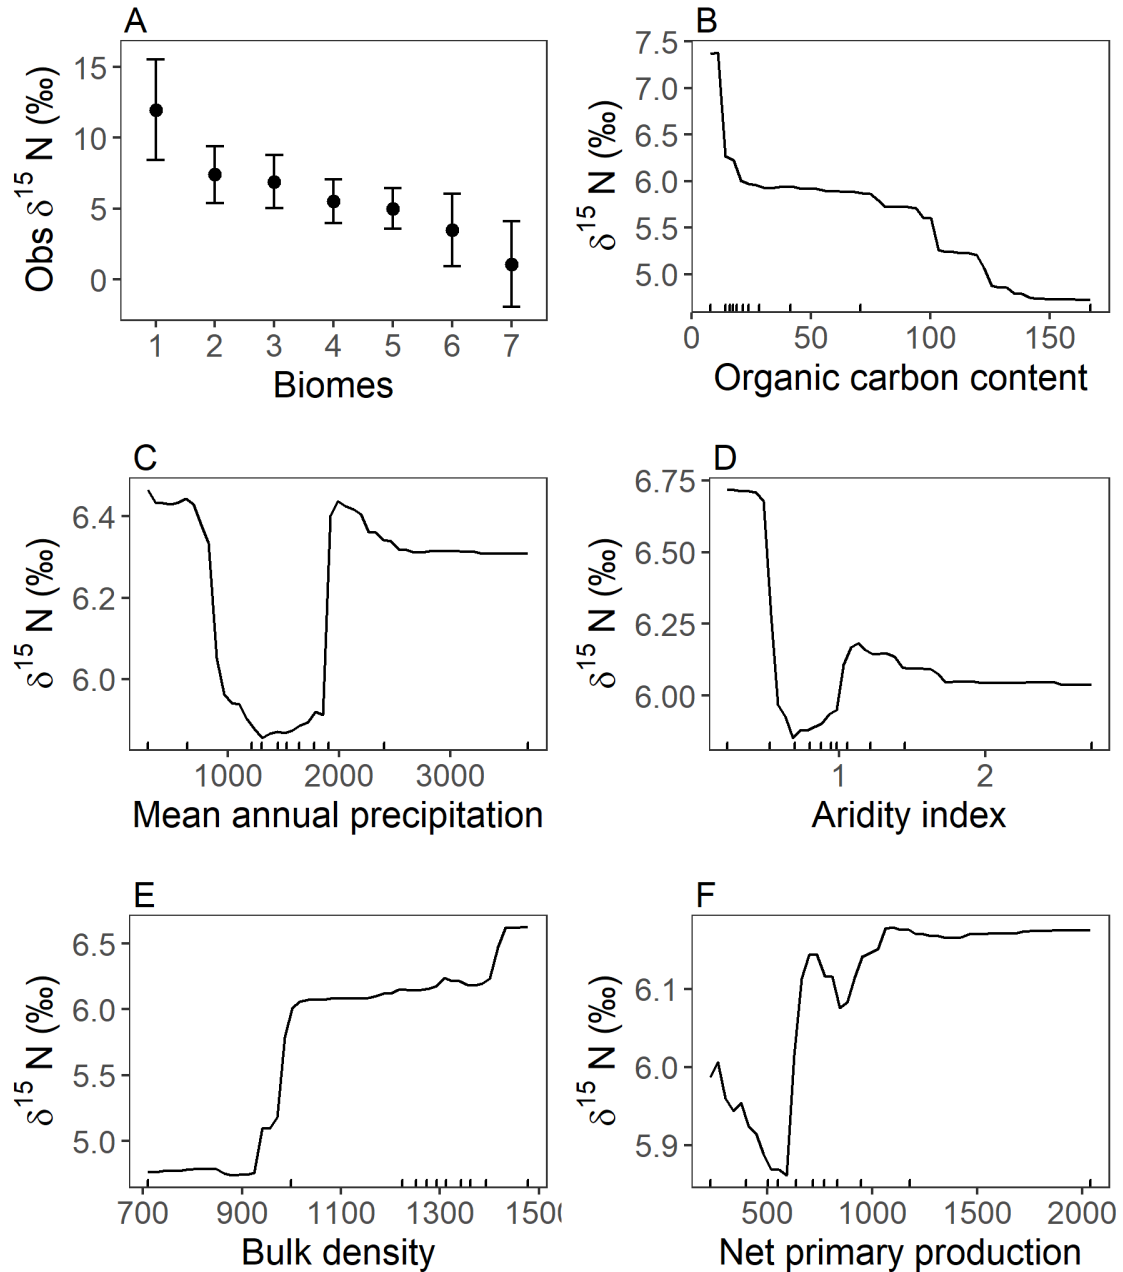 A
Obs δ¹⁵ N (‰)
15
10
5
0
1 2 3 4 5 6 7
Biomes
B
δ¹⁵ N (‰)
7.5
7.0
6.5
6.0
5.5
5.0
0 50 100 150
Organic carbon content
C
δ¹⁵ N (‰)
6.4
6.2
6.0
1000 2000 3000
Mean annual precipitation
D
δ¹⁵ N (‰)
6.75
6.50
6.25
6.00
1 2
Aridity index
E
δ¹⁵ N (‰)
6.5
6.0
5.5
5.0
700 900 1100 1300 150
Bulk density
F
δ¹⁵ N (‰)
6.1
6.0
5.9
500 1000 1500 2000
Net primary production